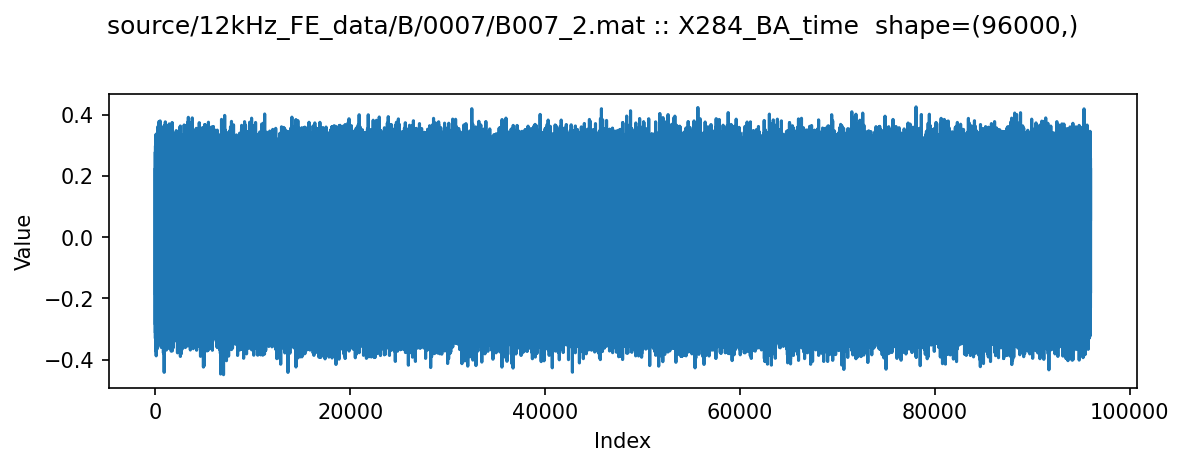 source/12kHz_FE_data/B/0007/B007_2.mat :: X284_BA_time  shape=(96000,)
0.4
0.2
0.0
−0.2
−0.4
Value
0 20000 40000 60000 80000 100000
Index